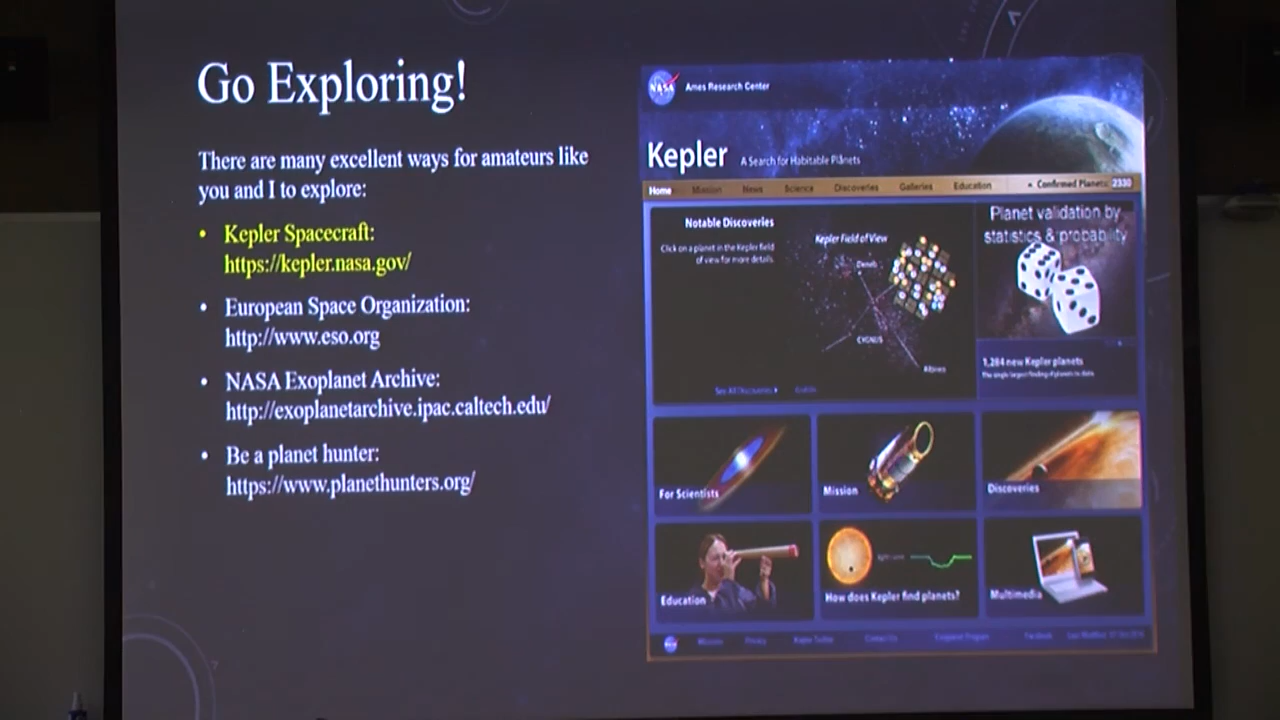 Go Exploring!
There are many excellent ways for amateurs like
you and I to explore:
• Kepler Spacecraft:
https://kepler.nasa.gov/
• European Space Organization:
http://www.eso.org
• NASA Exoplanet Archive:
http://exoplanetarchive.ipac.caltech.edu/
• Be a planet hunter:
https://www.planethunters.org/
NASA Ames Research Center
Kepler A Search for Habitable Planets
Home Mission News Science Discoveries Galleries Education Confirmed Planets: 2330
Notable Discoveries
Click on a planet in the Kepler field
of view for more details.
Kepler Field of View
Deneb
CYGNUS
Albireo
See All Discoveries
Planet validation by
statistics & probability
1,284 new Kepler planets
The single largest finding of planets to date.
For Scientists
Mission
Discoveries
Education
light curve
How does Kepler find planets?
Multimedia
Missions Privacy Kepler Twitter Contact Us Exoplanet Program Facebook Last Modified: